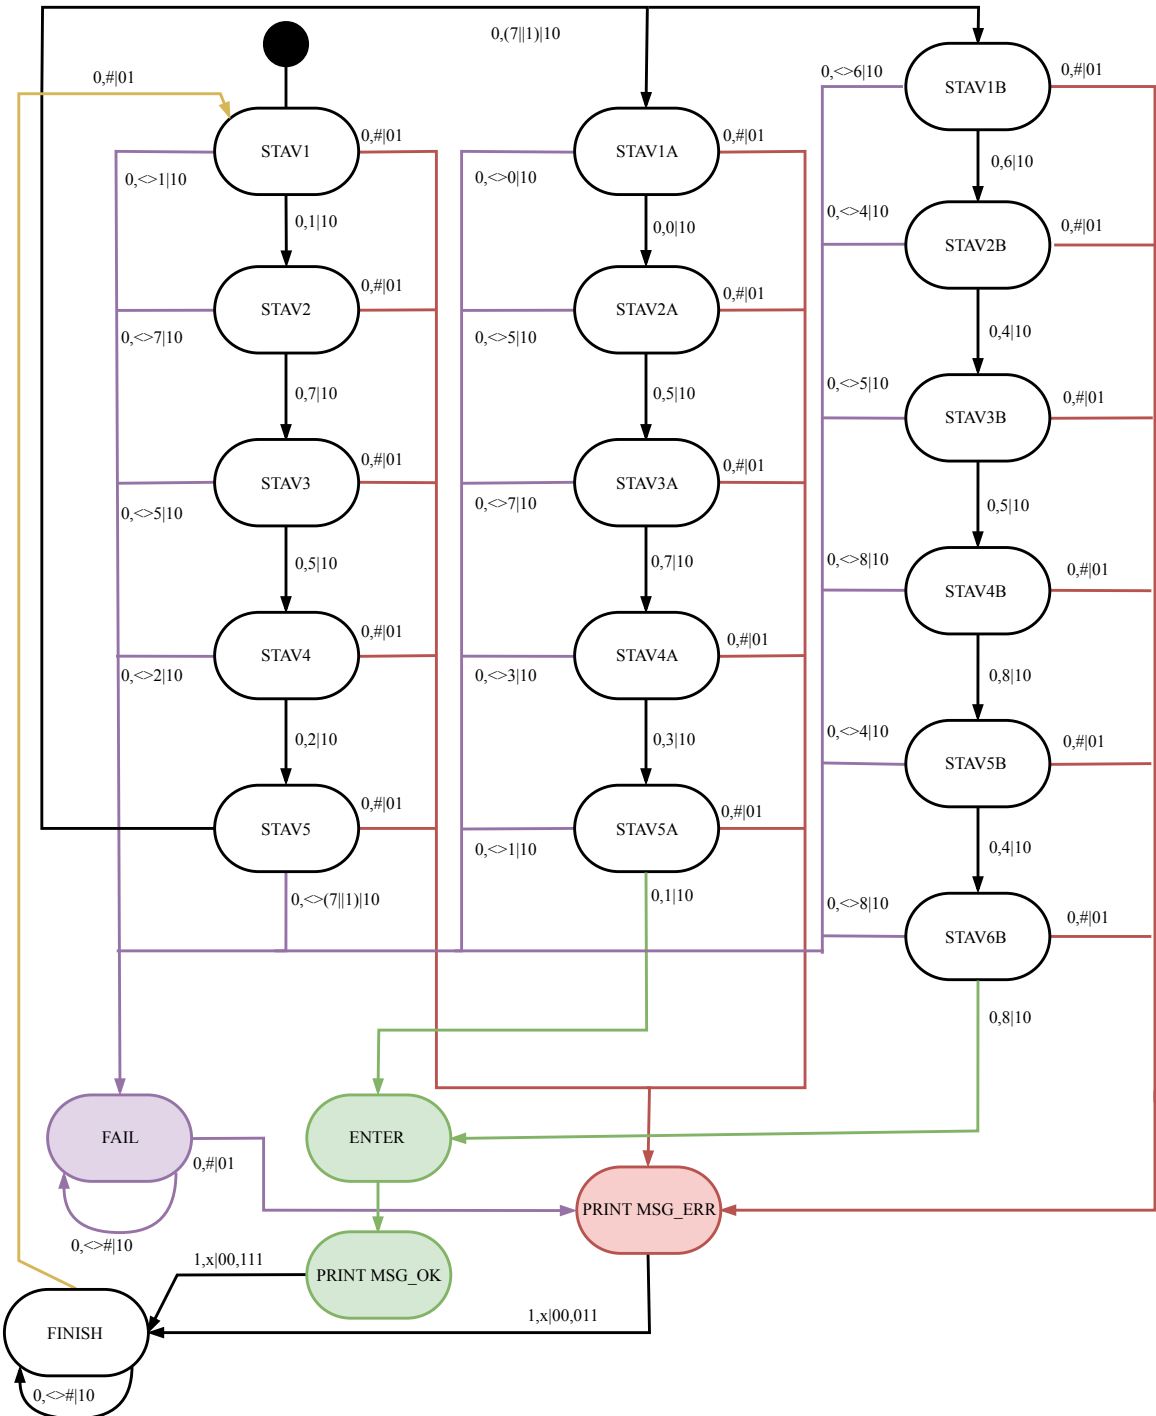 0,(7||1)|10
0,<>6|10
STAV1B
0,#|01
0,#|01
STAV1
0,#|01
STAV1A
0,#|01
0,<>1|10
0,<>0|10
0,6|10
0,1|10
0,0|10
0,<>4|10
STAV2B
0,#|01
STAV2
0,#|01
STAV2A
0,#|01
0,<>7|10
0,<>5|10
0,4|10
0,7|10
0,5|10
0,<>5|10
STAV3B
0,#|01
STAV3
0,#|01
STAV3A
0,#|01
0,<>5|10
0,<>7|10
0,5|10
0,5|10
0,7|10
0,<>8|10
STAV4B
0,#|01
STAV4
0,#|01
STAV4A
0,#|01
0,<>2|10
0,<>3|10
0,8|10
0,2|10
0,3|10
0,<>4|10
STAV5B
0,#|01
STAV5
0,#|01
STAV5A
0,#|01
0,<>1|10
0,4|10
0,<>(7||1)|10
0,1|10
0,<>8|10
STAV6B
0,#|01
0,8|10
FAIL
0,#|01
ENTER
PRINT MSG_ERR
0,<>#|10
1,x|00,111
PRINT MSG_OK
1,x|00,011
FINISH
0,<>#|10